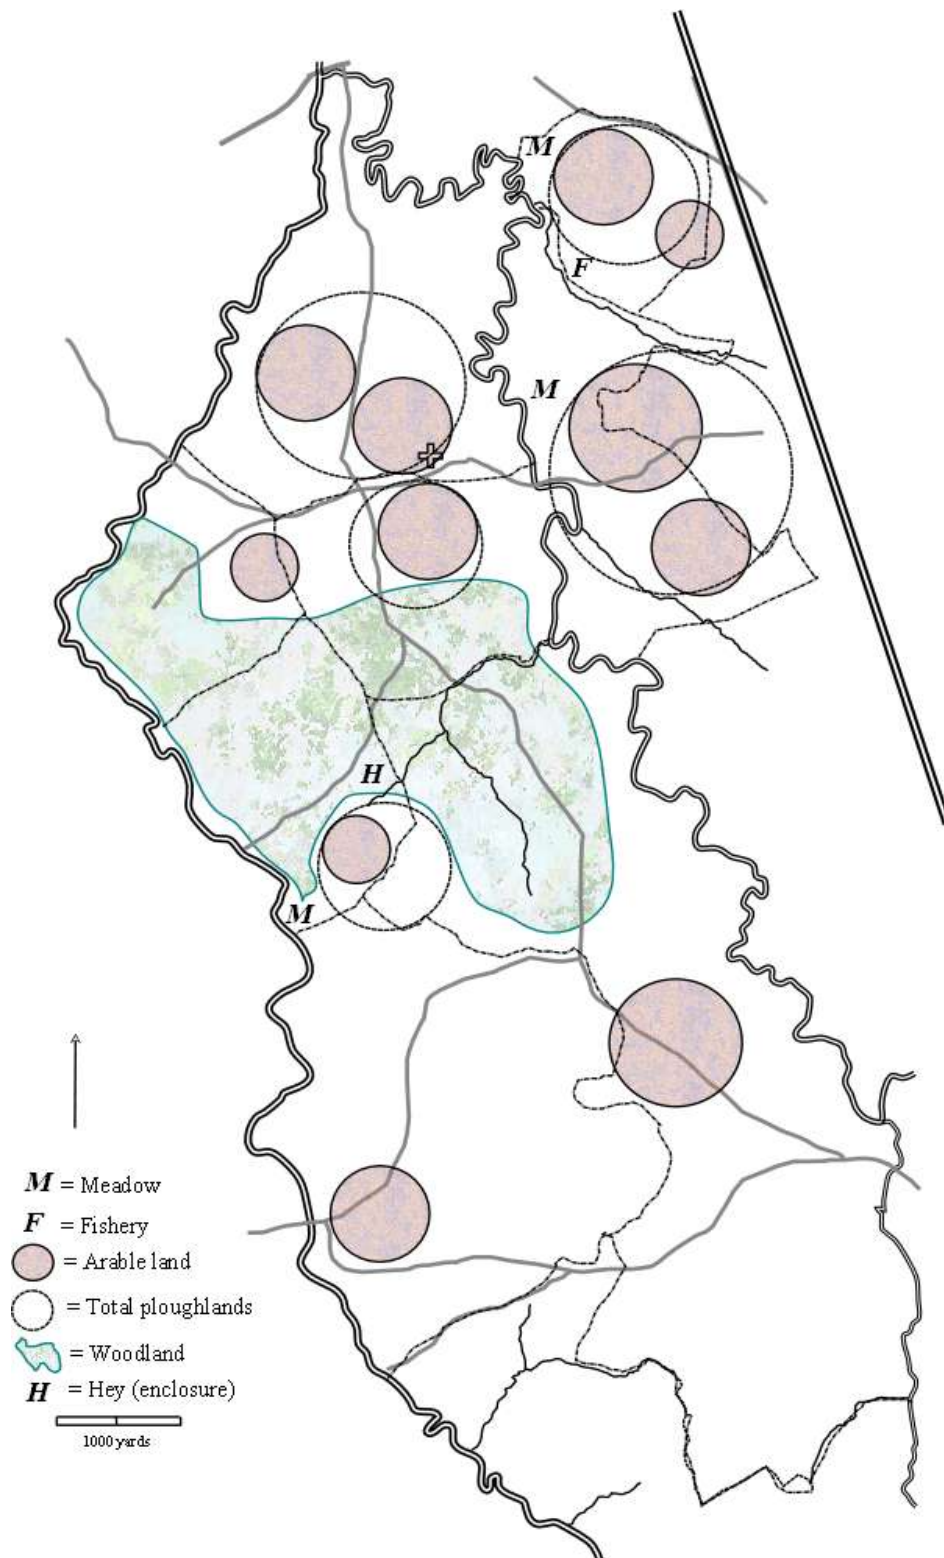 M
F
M
H
M
M = Meadow
F = Fishery
= Arable land
= Total ploughlands
= Woodland
H = Hey (enclosure)
1000 yards